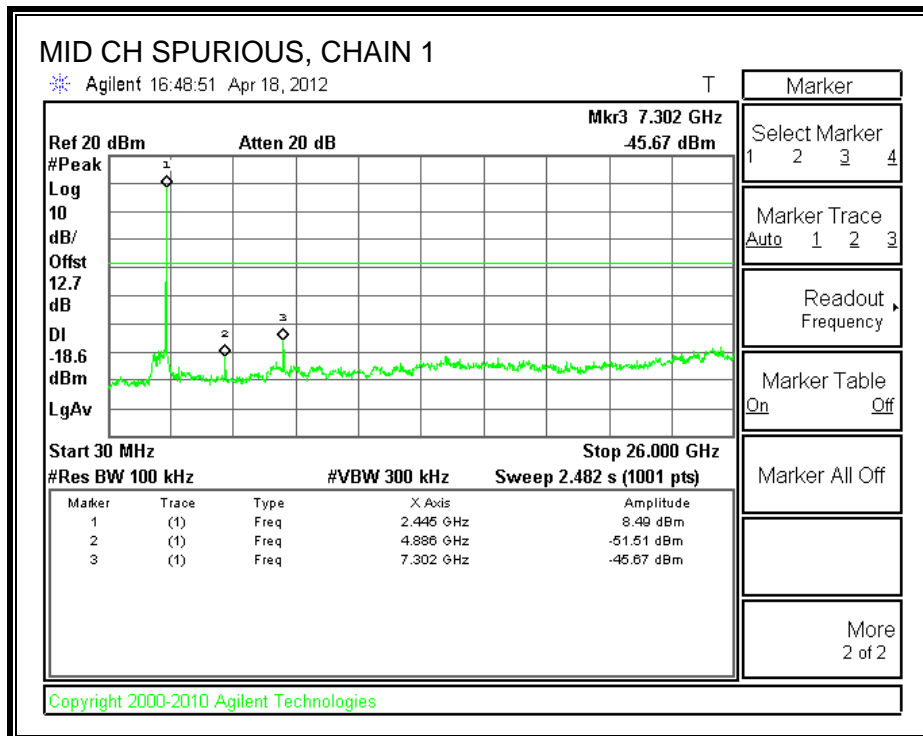 MID CH SPURIOUS, CHAIN 1
Agilent 16:48:51 Apr 18, 2012 T
Mkr3 7.302 GHz
Ref 20 dBm Atten 20 dB -45.67 dBm
#Peak
Log
10
dB/
Offst
12.7
dB
DI
-18.6
dBm
LgAv
1
2
3
Start 30 MHz Stop 26.000 GHz
#Res BW 100 kHz #VBW 300 kHz Sweep 2.482 s (1001 pts)
Marker Trace Type X Axis Amplitude
1 (1) Freq 2.445 GHz 8.49 dBm
2 (1) Freq 4.886 GHz -51.51 dBm
3 (1) Freq 7.302 GHz -45.67 dBm
Copyright 2000-2010 Agilent Technologies
Marker
Select Marker
1 2 3 4
Marker Trace
Auto 1 2 3
Readout
Frequency
Marker Table
On Off
Marker All Off
More
2 of 2